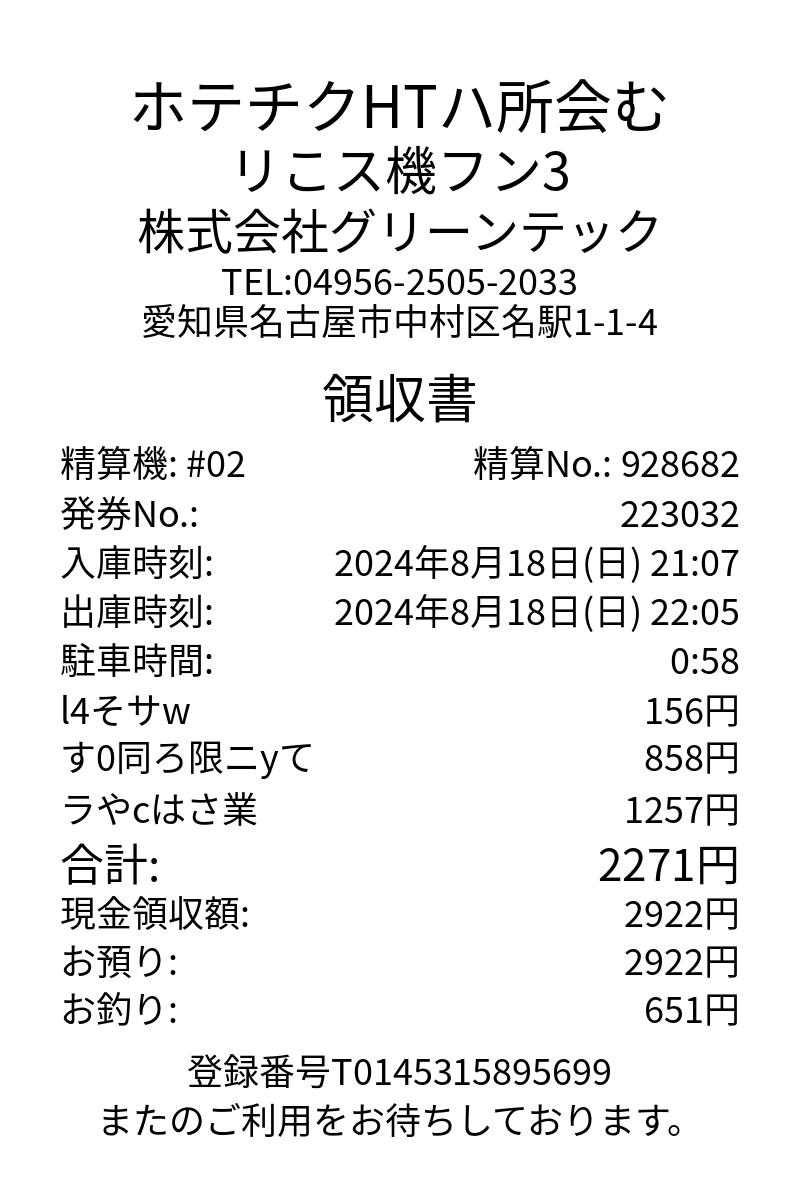 ホテチクHTハ所会む
リこス機フン3
株式会社グリーンテック
TEL:04956-2505-2033
愛知県名古屋市中村区名駅1-1-4
領収書
精算機: #02 精算No.: 928682
発券No.: 223032
入庫時刻: 2024年8月18日(日) 21:07
出庫時刻: 2024年8月18日(日) 22:05
駐車時間: 0:58
l4そサw 156円
す0同ろ限ニyて 858円
ラやcはさ業 1257円
合計: 2271円
現金領収額: 2922円
お預り: 2922円
お釣り: 651円
登録番号T0145315895699
またのご利用をお待ちしております。